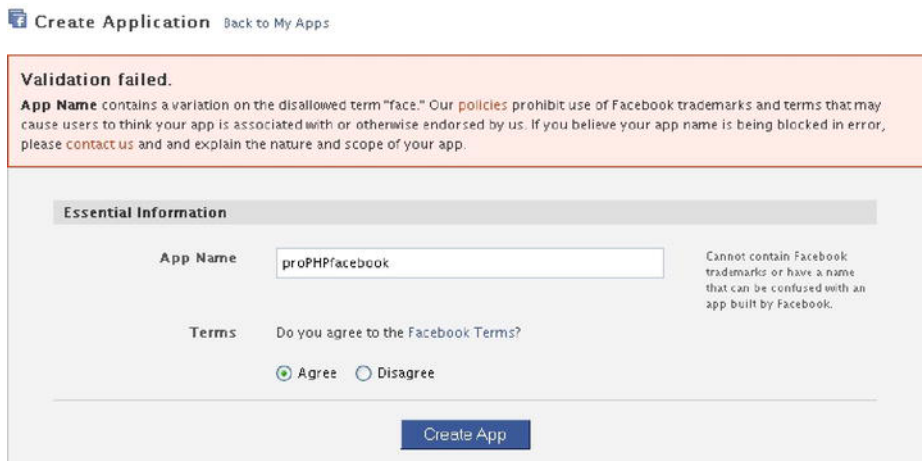 Create Application Back to My Apps
Validation failed.
App Name contains a variation on the disallowed term "face." Our policies prohibit use of Facebook trademarks and terms that may
cause users to think your app is associated with or otherwise endorsed by us. If you believe your app name is being blocked in error,
please contact us and and explain the nature and scope of your app.
Essential Information
App Name
proPHPfacebook
Cannot contain Facebook
trademarks or have a name
that can be confused with an
app built by Facebook.
Terms
Do you agree to the Facebook Terms?
Agree Disagree
Create App